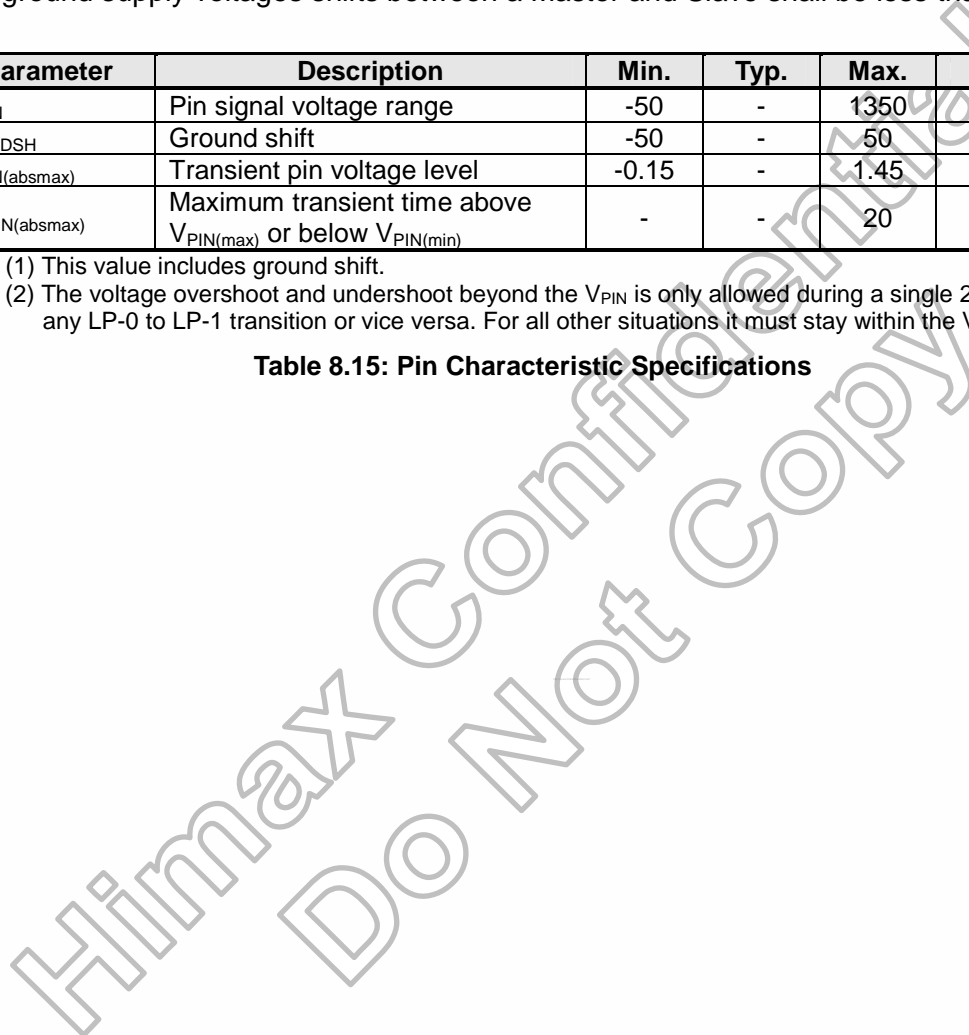 ground supply voltages shifts between a Master and Slave shall be less tha
arameter Description Min. Typ. Max.
Pin signal voltage range -50 - 1350
DSH Ground shift -50 - 50
(absmax) Transient pin voltage level -0.15 - 1.45
N(absmax) Maximum transient time above VPIN(max) or below VPIN(min) - - 20
(1) This value includes ground shift.
(2) The voltage overshoot and undershoot beyond the VPIN is only allowed during a single 2
any LP-0 to LP-1 transition or vice versa. For all other situations it must stay within the V
Table 8.15: Pin Characteristic Specifications
Himax Confidential
Do Not Copy